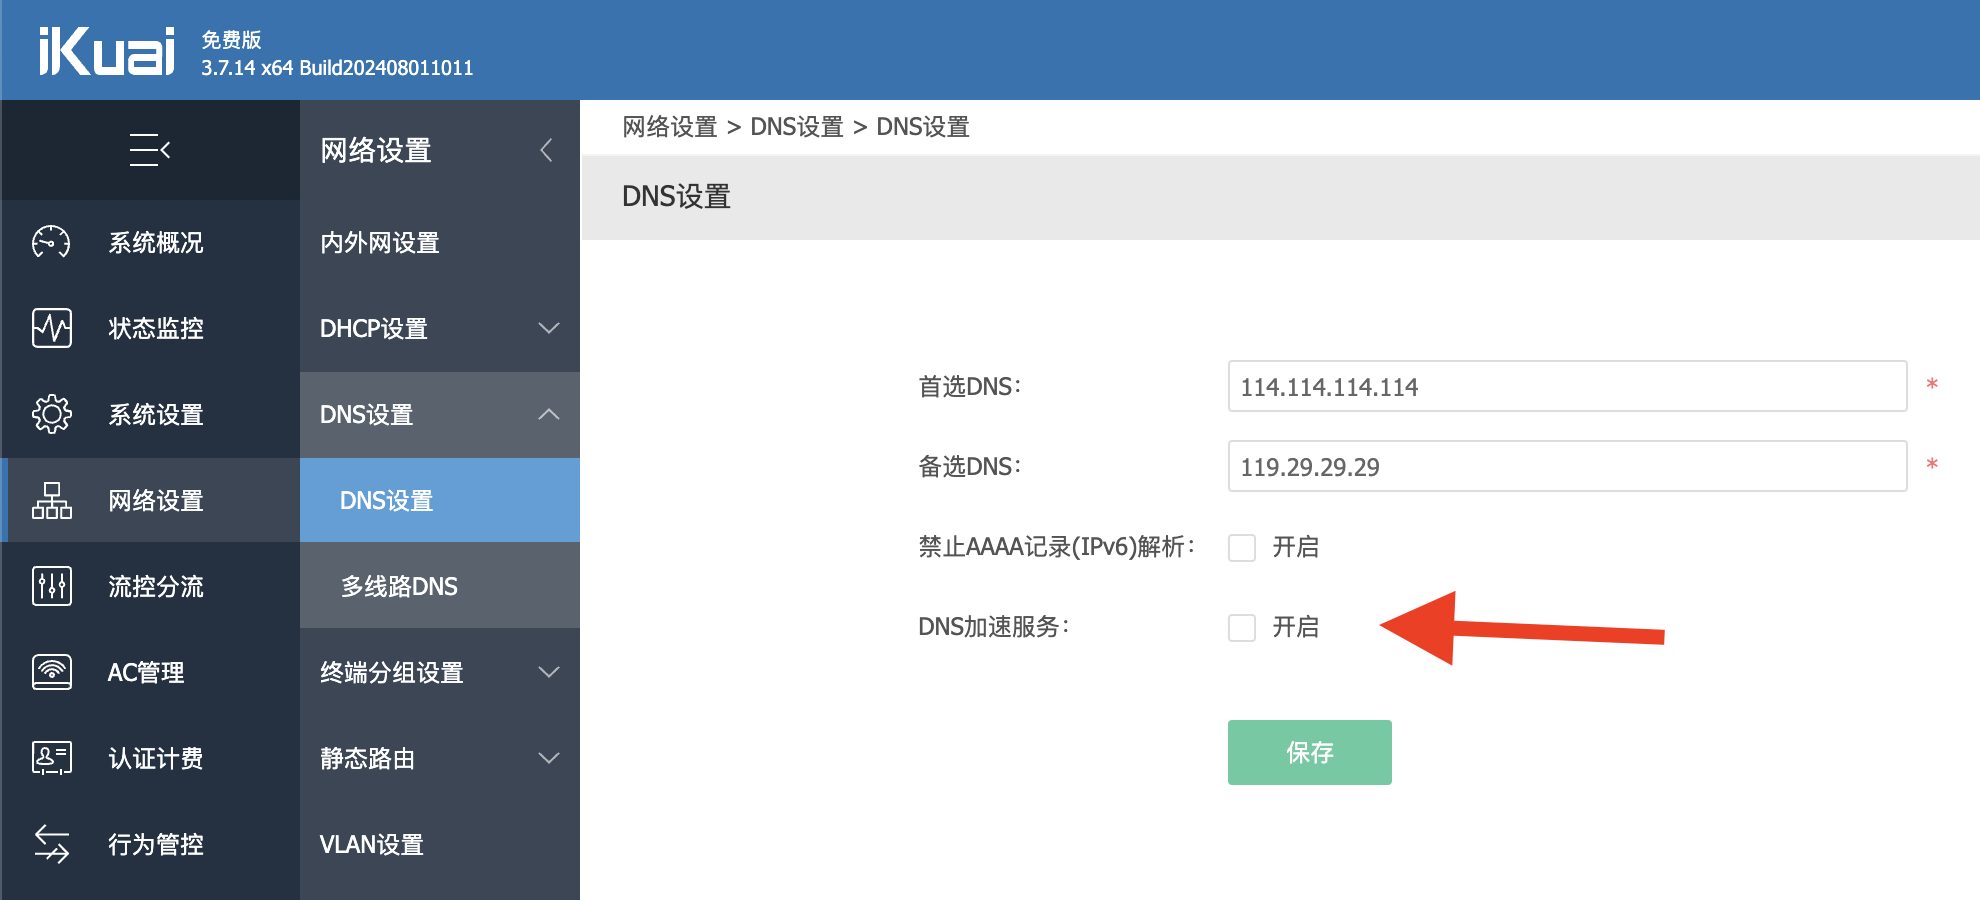 iKuai
免费版
3.7.14 x64 Build202408011011
系统概况
状态监控
系统设置
网络设置
流控分流
AC管理
认证计费
行为管控
网络设置
内外网设置
DHCP设置
DNS设置
DNS设置
多线路DNS
终端分组设置
静态路由
VLAN设置
网络设置 > DNS设置 > DNS设置
DNS设置
首选DNS： 114.114.114.114 *
备选DNS： 119.29.29.29 *
禁止AAAA记录(IPv6)解析： 开启
DNS加速服务： 开启
保存